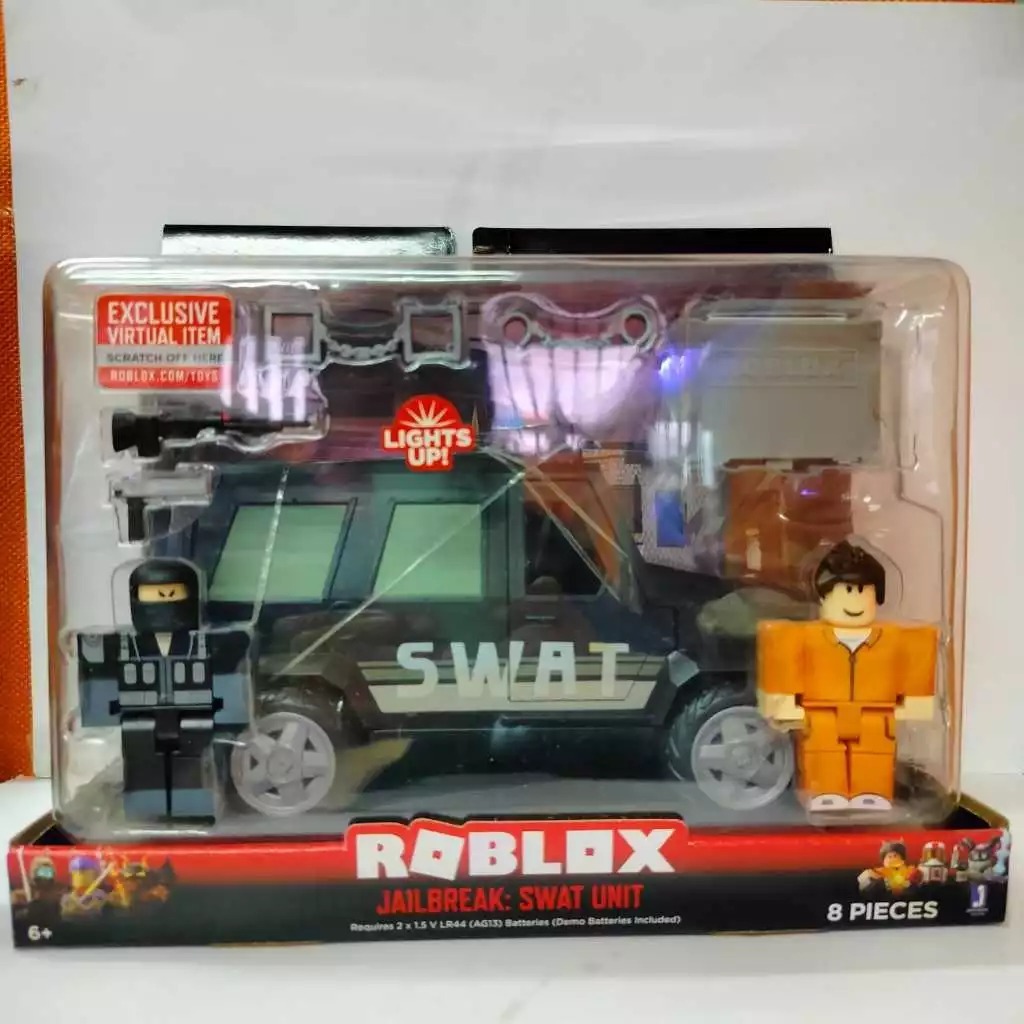 EXCLUSIVE
VIRTUAL ITEM
SCRATCH OFF HERE
ROBLOX.COM/TOYS
LIGHTS
UP!
SWAT
ROBLOX
JAILBREAK: SWAT UNIT
Requires 2 x 1.5 V LR44 (AG13) Batteries (Demo Batteries Included)
8 PIECES
6+